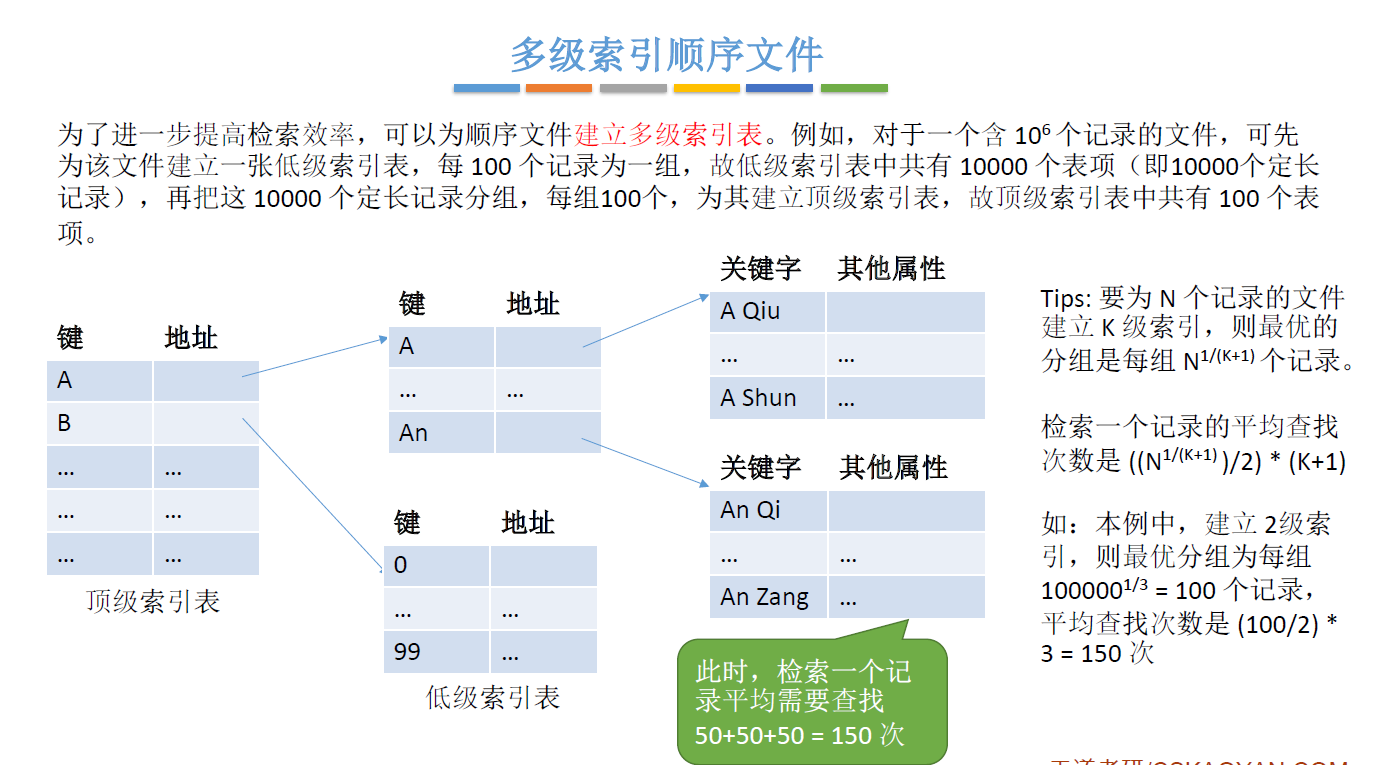 多级索引顺序文件
为了进一步提高检索效率，可以为顺序文件建立多级索引表。例如，对于一个含 10⁶ 个记录的文件，可先
为该文件建立一张低级索引表，每 100 个记录为一组，故低级索引表中共有 10000 个表项（即10000个定长
记录），再把这 10000 个定长记录分组，每组100个，为其建立顶级索引表，故顶级索引表中共有 100 个表
项。
键 地址
A
B
... ...
... ...
... ...
顶级索引表
键 地址
A
... ...
An
键 地址
0
... ...
99 ...
低级索引表
关键字 其他属性
A Qiu
... ...
A Shun ...
关键字 其他属性
An Qi
... ...
An Zang ...
此时，检索一个记
录平均需要查找
50+50+50 = 150 次
Tips: 要为 N 个记录的文件
建立 K 级索引，则最优的
分组是每组 N^1/(K+1) 个记录。
检索一个记录的平均查找
次数是 ((N^1/(K+1) )/2) * (K+1)
如：本例中，建立 2级索
引，则最优分组为每组
100000^1/3 = 100 个记录，
平均查找次数是 (100/2) *
3 = 150 次